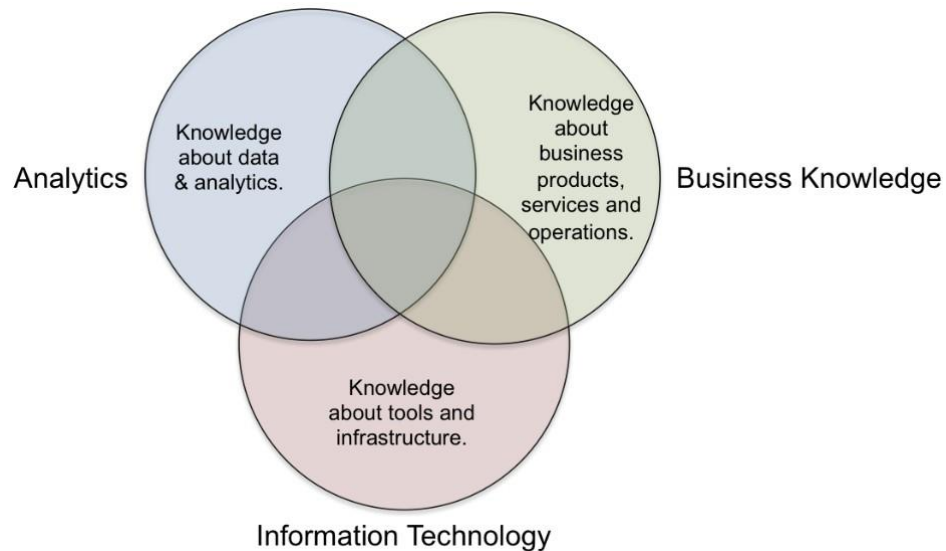 Analytics
Knowledge
about data
& analytics.
Knowledge
about
business
products,
services and
operations.
Business Knowledge
Knowledge
about tools and
infrastructure.
Information Technology